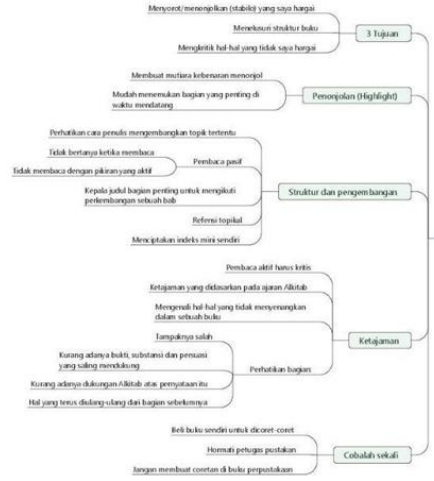 Menyorot/menonjolkan (stabilo) yang saya hargai
Menelusuri struktur buku
Mengkritik hal-hal yang tidak saya hargai
3 Tujuan
Membuat mutiara kebenaran menonjol
Mudah menemukan bagian yang penting di
waktu mendatang
Penonjolan (Highlight)
Perhatikan cara penulis mengembangkan topik tertentu
Tidak bertanya ketika membaca
Tidak membaca dengan pikiran yang aktif
Pembaca pasif
Kepala judul bagian penting untuk mengikuti
perkembangan sebuah bab
Refensi topikal
Menciptakan indeks mini sendiri
Struktur dan pengembangan
Pembaca aktif harus kritis
Ketajaman yang didasarkan pada ajaran Alkitab
Mengenali hal-hal yang tidak menyenangkan
dalam sebuah buku
Tampaknya salah
Kurang adanya bukti, substansi dan persuasi
yang saling mendukung
Kurang adanya dukungan Alkitab atas pernyataan itu
Hal yang terus diulang-ulang dari bagian sebelumnya
Perhatikan bagian:
Ketajaman
Beli buku sendiri untuk dicoret-coret
Hormati petugas pustakan
Jangan membuat coretan di buku perpustakaan
Cobalah sekali